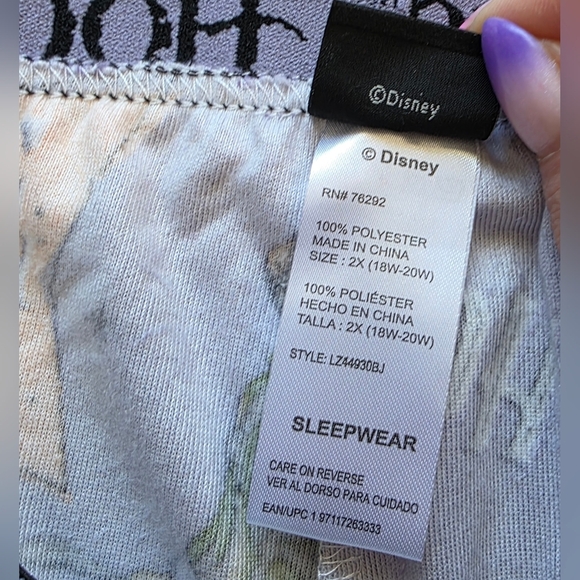 ©Disney
© Disney
RN# 76292
100% POLYESTER
MADE IN CHINA
SIZE : 2X (18W-20W)
100% POLIÉSTER
HECHO EN CHINA
TALLA : 2X (18W-20W)
STYLE: LZ44930BJ
SLEEPWEAR
CARE ON REVERSE
VER AL DORSO PARA CUIDADO
EAN/UPC 1 97117263333